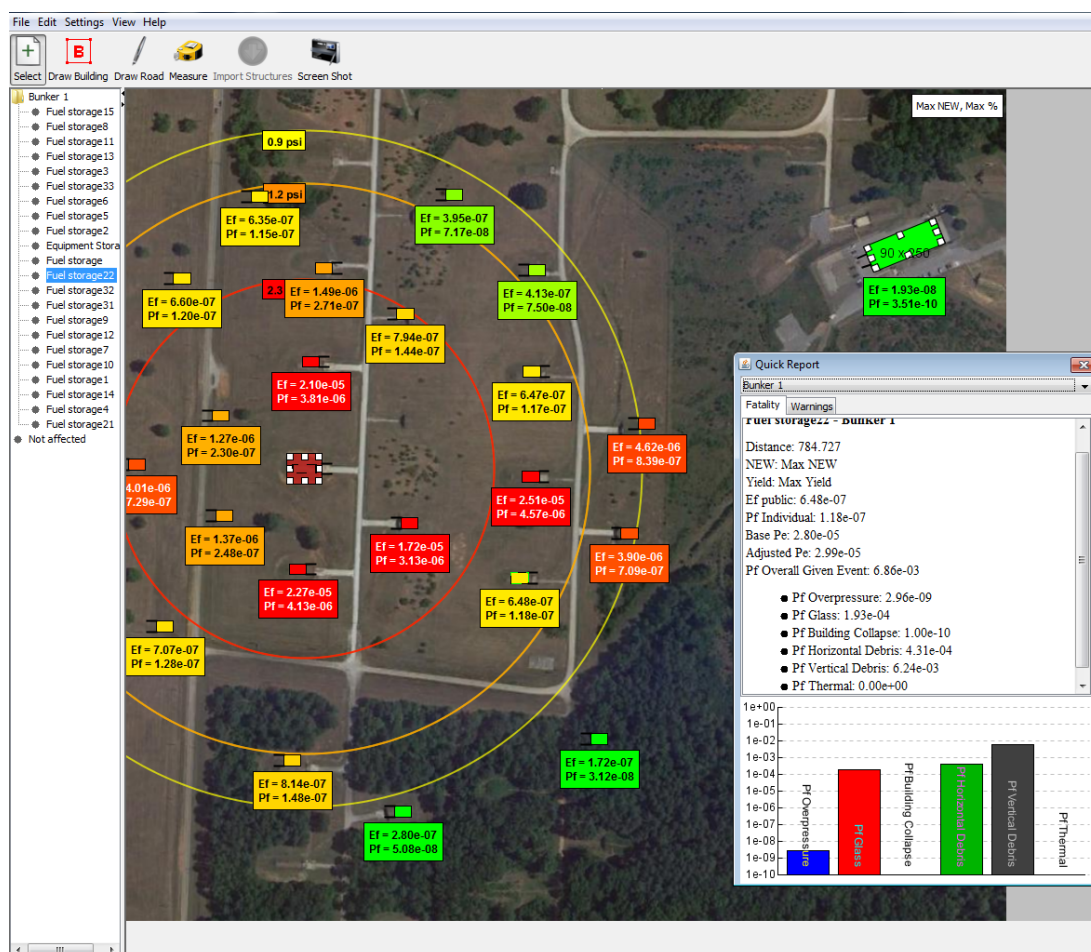 File Edit Settings View Help
Select Draw Building Draw Road Measure Import Structures Screen Shot
B
Bunker 1
Fuel storage15
Fuel storage8
Fuel storage11
Fuel storage13
Fuel storage3
Fuel storage33
Fuel storage6
Fuel storage5
Fuel storage2
Equipment Stora
Fuel storage
Fuel storage22
Fuel storage32
Fuel storage31
Fuel storage9
Fuel storage12
Fuel storage7
Fuel storage10
Fuel storage1
Fuel storage14
Fuel storage4
Fuel storage21
Not affected
Max NEW, Max %
0.9 psi
1.2 psi
2.3
Ef = 6.35e-07
Pf = 1.15e-07
Ef = 3.95e-07
Pf = 7.17e-08
90 x 350
Ef = 1.93e-08
Pf = 3.51e-10
Ef = 6.60e-07
Pf = 1.20e-07
Ef = 1.49e-06
Pf = 2.71e-07
Ef = 4.13e-07
Pf = 7.50e-08
Ef = 7.94e-07
Pf = 1.44e-07
Ef = 2.10e-05
Pf = 3.81e-06
Ef = 6.47e-07
Pf = 1.17e-07
Ef = 1.27e-06
Pf = 2.30e-07
Ef = 4.62e-06
Pf = 8.39e-07
4.01e-06
7.29e-07
Ef = 2.51e-05
Pf = 4.57e-06
Ef = 1.37e-06
Pf = 2.48e-07
Ef = 1.72e-05
Pf = 3.13e-06
Ef = 3.90e-06
Pf = 7.09e-07
Ef = 2.27e-05
Pf = 4.13e-06
Ef = 6.48e-07
Pf = 1.18e-07
Ef = 7.07e-07
Pf = 1.28e-07
Ef = 8.14e-07
Pf = 1.48e-07
Ef = 1.72e-07
Pf = 3.12e-08
Ef = 2.80e-07
Pf = 5.08e-08
Quick Report
Bunker 1
Fatality Warnings
Fuel storage22 - Bunker 1
Distance: 784.727
NEW: Max NEW
Yield: Max Yield
Ef public: 6.48e-07
Pf Individual: 1.18e-07
Base Pe: 2.80e-05
Adjusted Pe: 2.99e-05
Pf Overall Given Event: 6.86e-03
Pf Overpressure: 2.96e-09
Pf Glass: 1.93e-04
Pf Building Collapse: 1.00e-10
Pf Horizontal Debris: 4.31e-04
Pf Vertical Debris: 6.24e-03
Pf Thermal: 0.00e+00
1e+00
1e-01
1e-02
1e-03
1e-04
1e-05
1e-06
1e-07
1e-08
1e-09
1e-10
Pf Overpressure
Pf Glass
Pf Building Collapse
Pf Horizontal Debris
Pf Vertical Debris
Pf Thermal